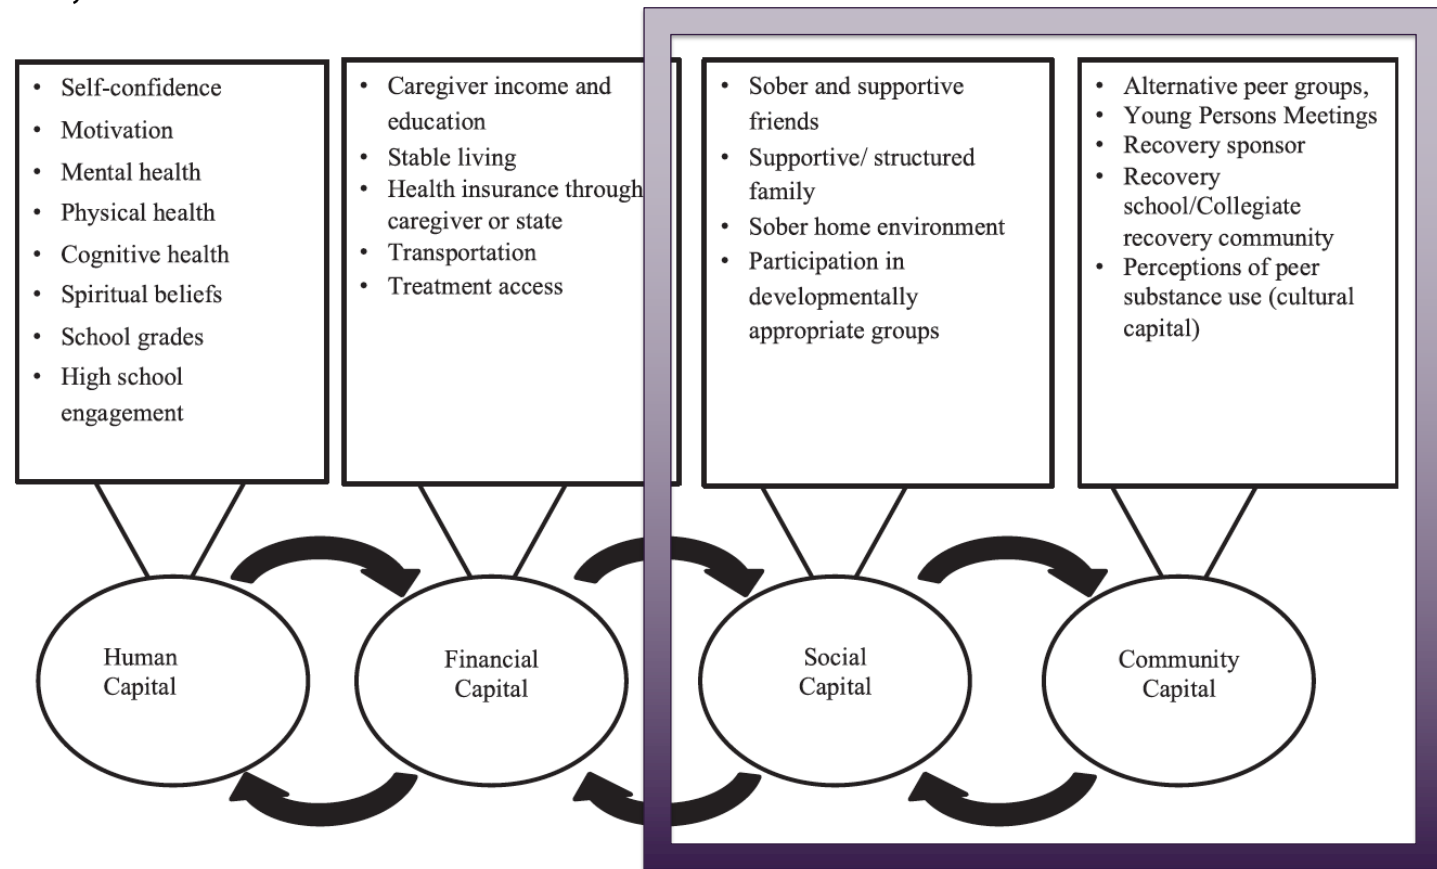 • Self-confidence
• Motivation
• Mental health
• Physical health
• Cognitive health
• Spiritual beliefs
• School grades
• High school
engagement
• Caregiver income and
education
• Stable living
• Health insurance through
caregiver or state
• Transportation
• Treatment access
• Sober and supportive
friends
• Supportive/ structured
family
• Sober home environment
• Participation in
developmentally
appropriate groups
• Alternative peer groups,
• Young Persons Meetings
• Recovery sponsor
• Recovery
school/Collegiate
recovery community
• Perceptions of peer
substance use (cultural
capital)
Human
Capital
Financial
Capital
Social
Capital
Community
Capital